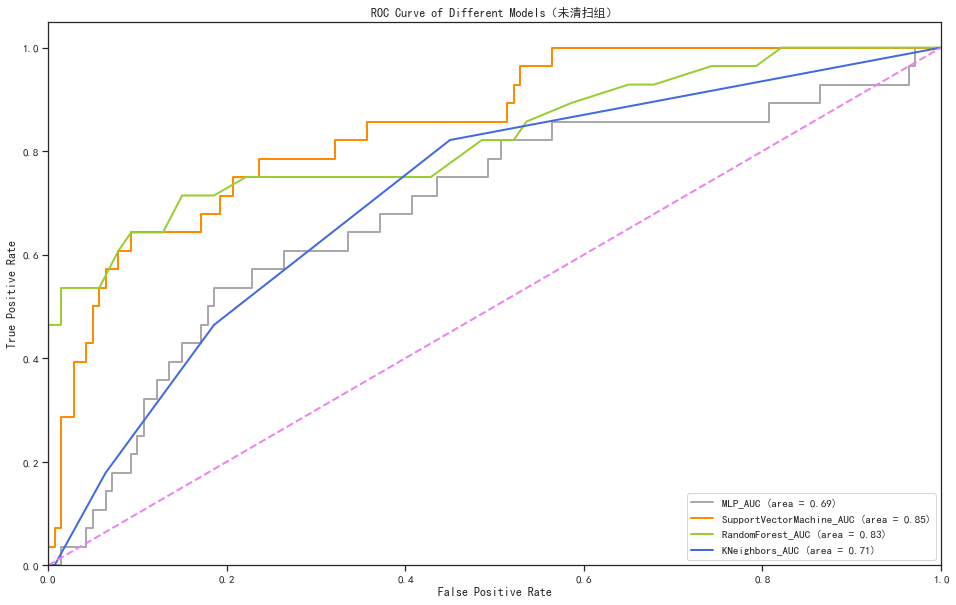 ROC Curve of Different Models（未清扫组）
True Positive Rate
1.0
0.8
0.6
0.4
0.2
0.0
0.0 0.2 0.4 0.6 0.8 1.0
False Positive Rate
MLP_AUC (area = 0.69)
SupportVectorMachine_AUC (area = 0.85)
RandomForest_AUC (area = 0.83)
KNeighbors_AUC (area = 0.71)